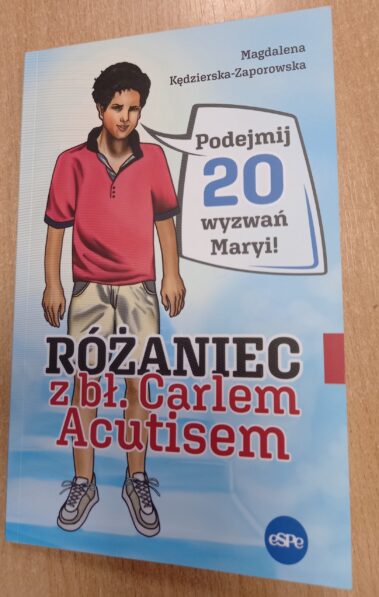 Magdalena
Kędzierska-Zaporowska
Podejmij
20
wyzwań
Maryi!
RÓŻANIEC
z bł. Carlem
Acutisem
eSPe